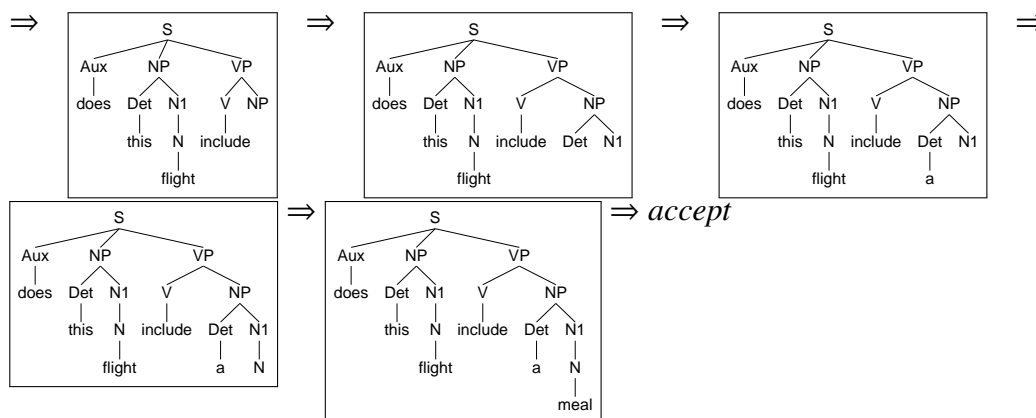 ⇒ ⇒ ⇒ ⇒
S S S
Aux NP VP Aux NP VP Aux NP VP
does Det N1 V NP does Det N1 V NP does Det N1 V NP
this N include this N include Det N1 this N include Det N1
flight flight flight a
⇒ ⇒ accept
S S
Aux NP VP Aux NP VP
does Det N1 V NP does Det N1 V NP
this N include Det N1 this N include Det N1
flight a N flight a N
meal